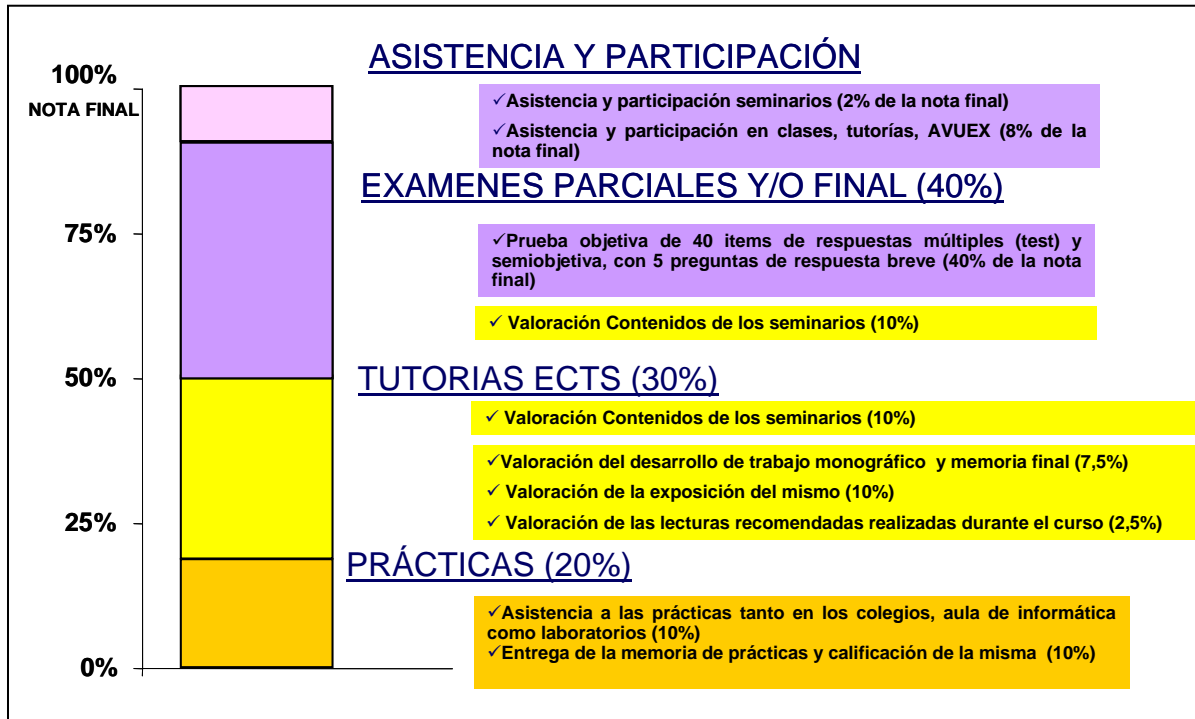 ASISTENCIA Y PARTICIPACIÓN
100%
NOTA FINAL
✓Asistencia y participación seminarios (2% de la nota final)
✓Asistencia y participación en clases, tutorías, AVUEX (8% de la
nota final)
EXAMENES PARCIALES Y/O FINAL (40%)
75%
✓Prueba objetiva de 40 items de respuestas múltiples (test) y
semiobjetiva, con 5 preguntas de respuesta breve (40% de la nota
final)
✓ Valoración Contenidos de los seminarios (10%)
50%
TUTORIAS ECTS (30%)
✓ Valoración Contenidos de los seminarios (10%)
✓Valoración del desarrollo de trabajo monográfico y memoria final (7,5%)
✓ Valoración de la exposición del mismo (10%)
✓ Valoración de las lecturas recomendadas realizadas durante el curso (2,5%)
25%
PRÁCTICAS (20%)
✓Asistencia a las prácticas tanto en los colegios, aula de informática
como laboratorios (10%)
✓Entrega de la memoria de prácticas y calificación de la misma (10%)
0%